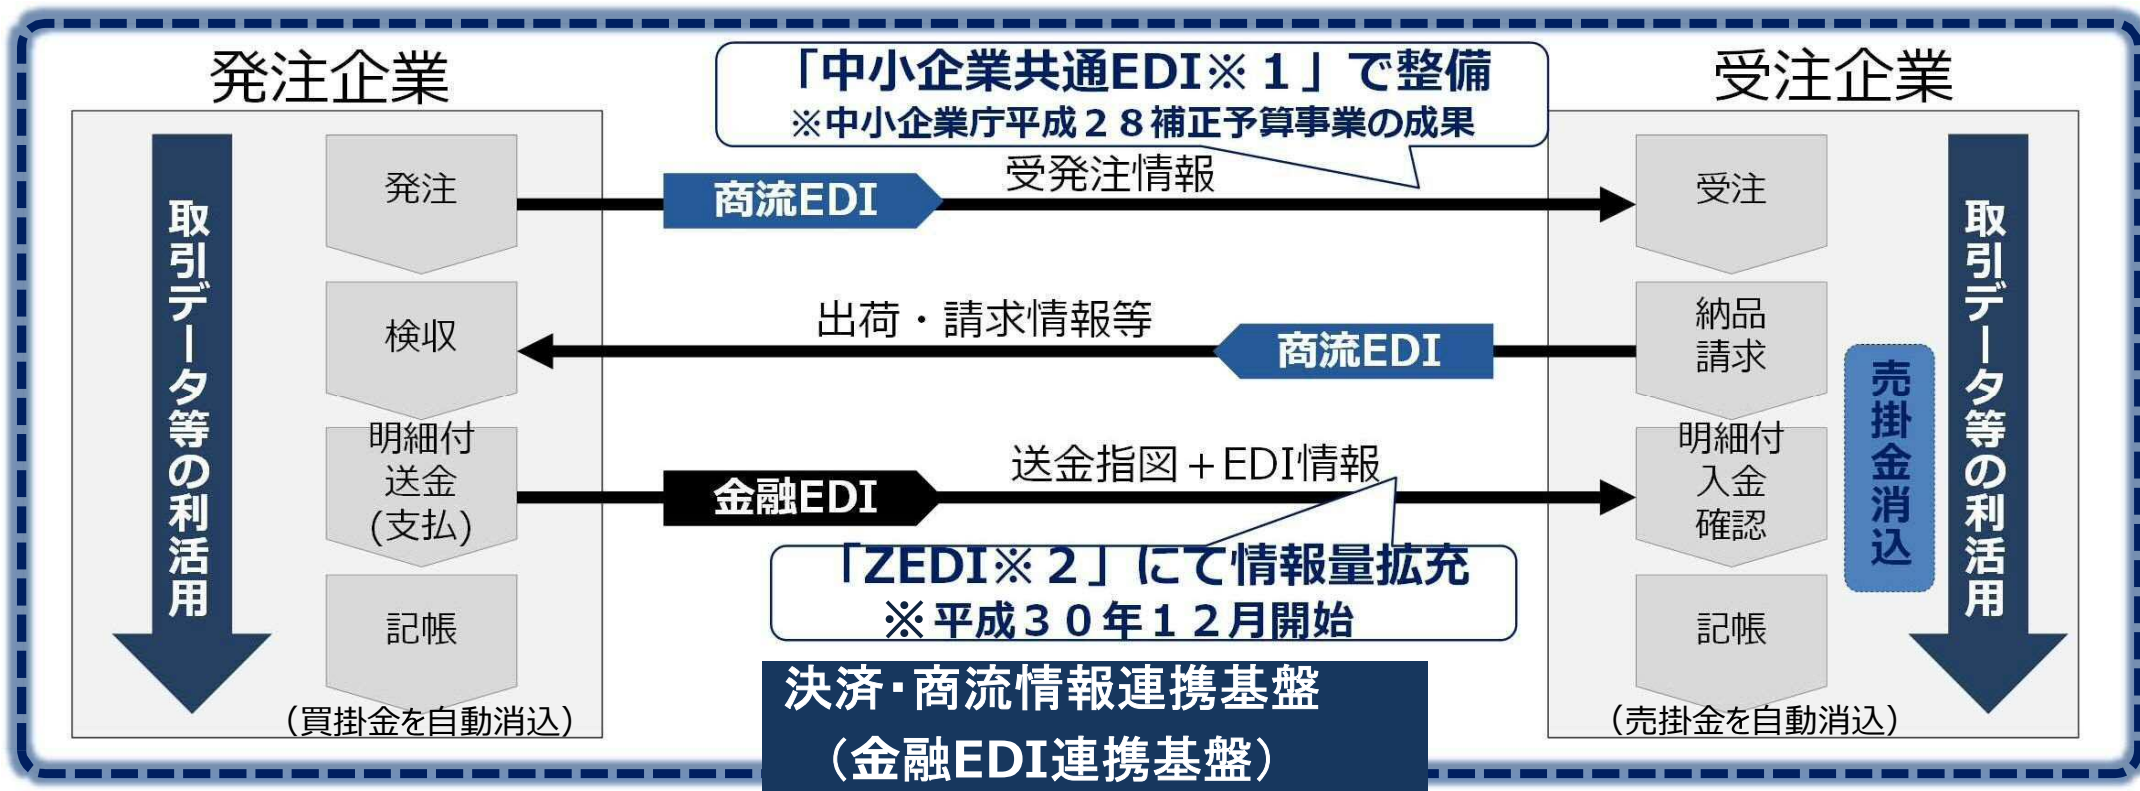 発注企業
「中小企業共通EDI※１」で整備
※中小企業庁平成２８補正予算事業の成果
受注企業
取引データ等の利活用
発注
商流EDI
受発注情報
受注
検収
出荷・請求情報等
商流EDI
納品
請求
明細付
送金
(支払)
金融EDI
送金指図＋EDI情報
明細付
入金
確認
売掛金消込
取引データ等の利活用
「ZEDI※２」にて情報量拡充
※平成３０年１２月開始
記帳
（買掛金を自動消込）
記帳
（売掛金を自動消込）
決済・商流情報連携基盤
（金融EDI連携基盤）